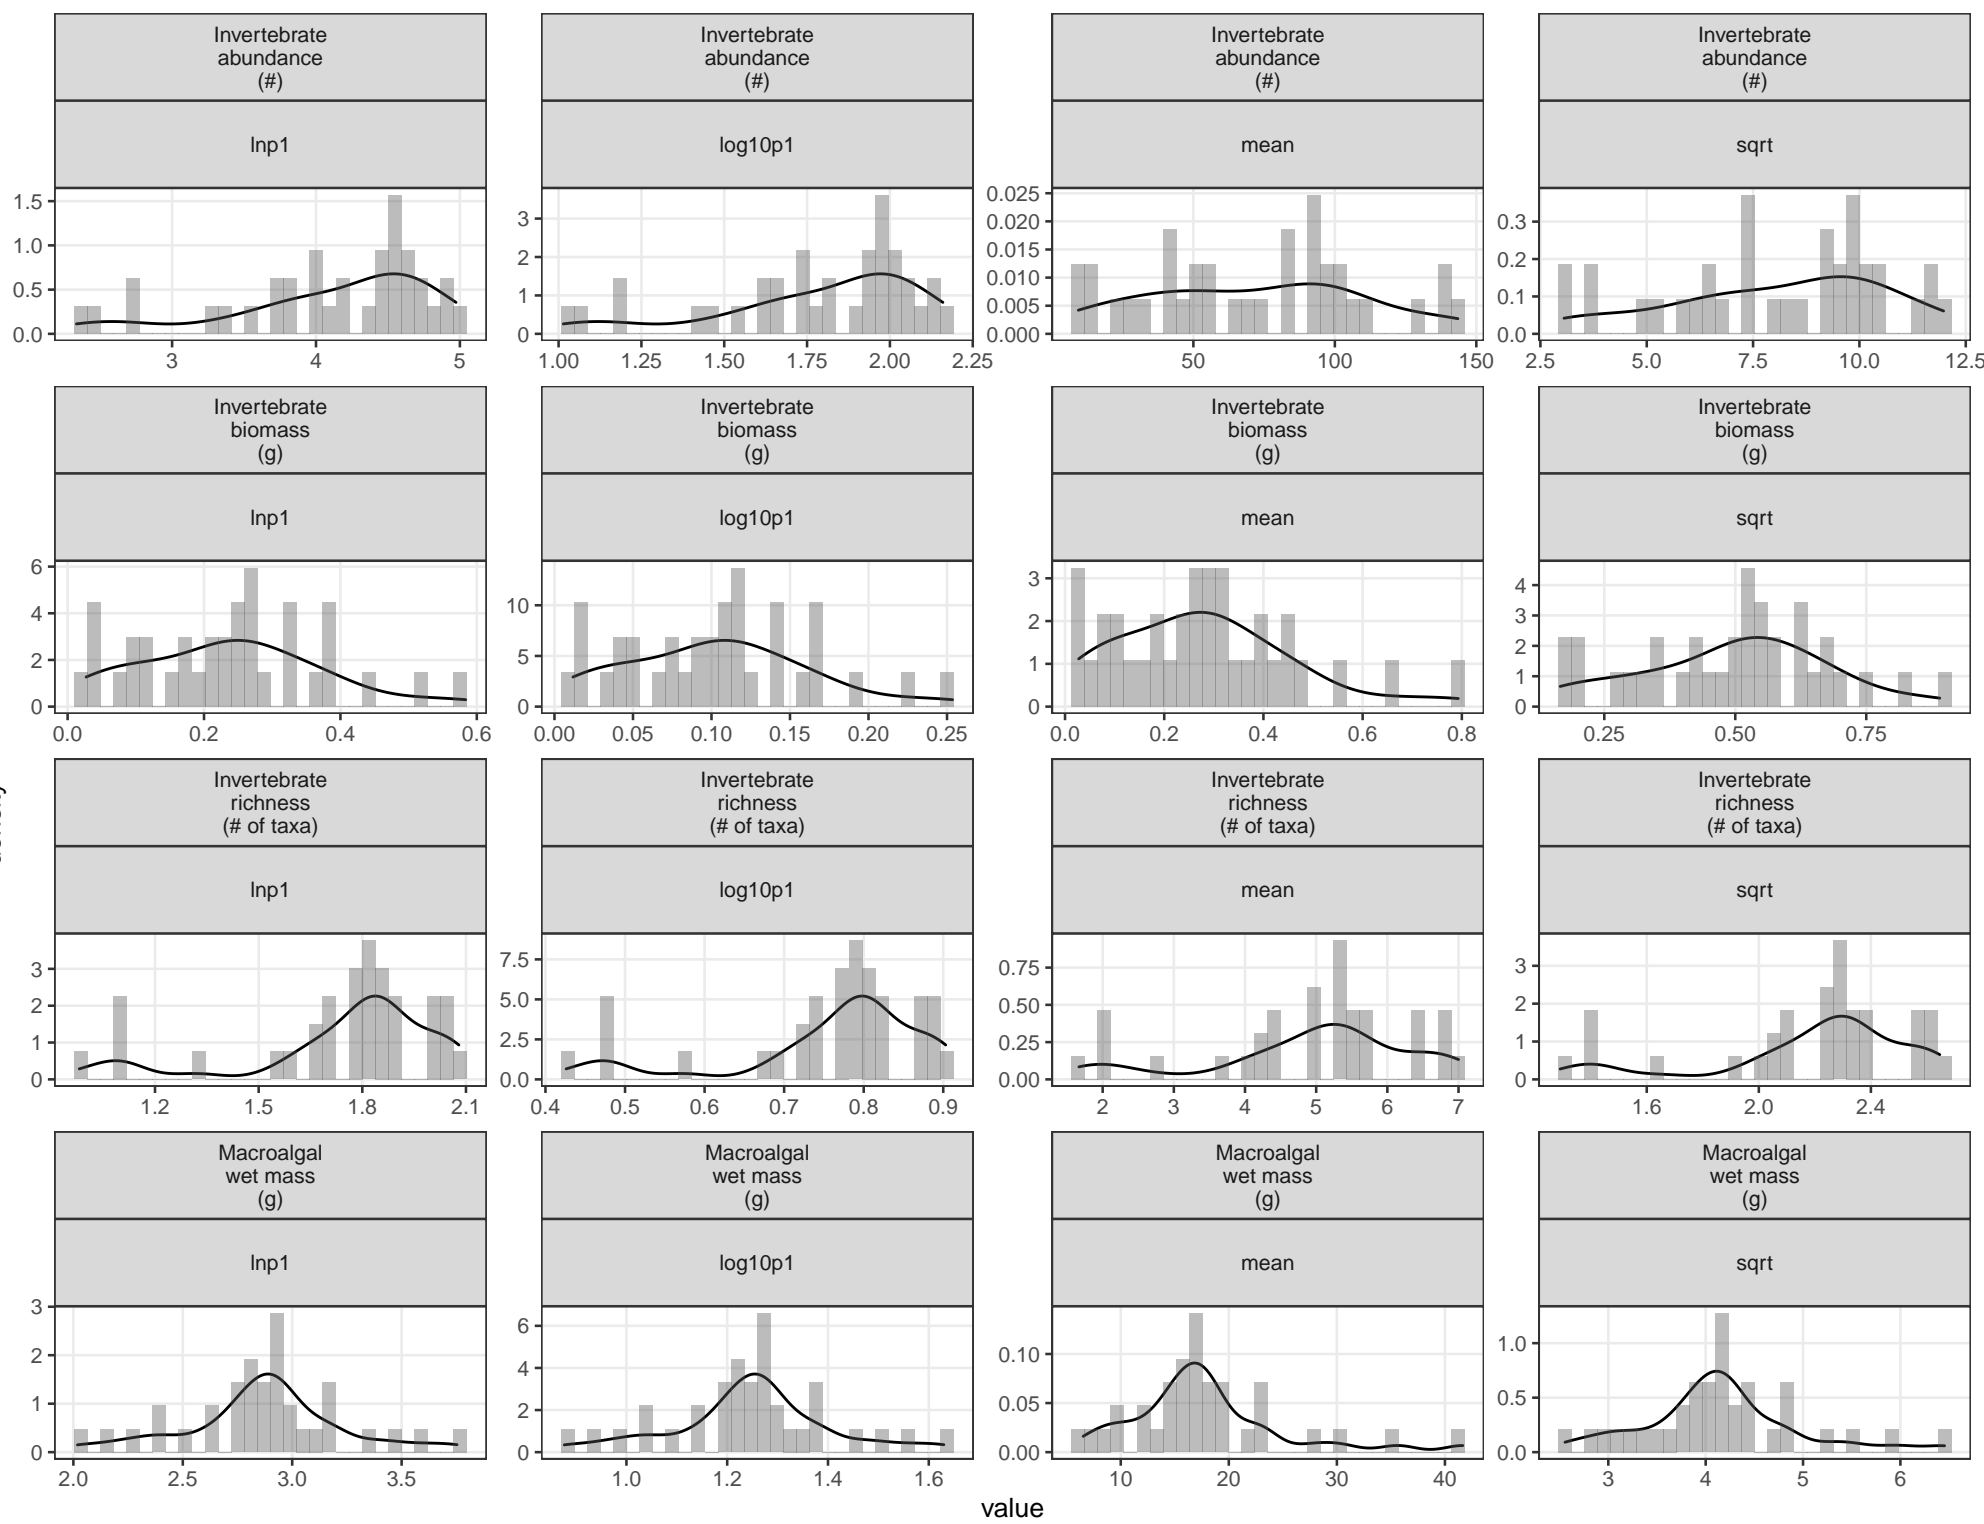 Invertebrate Invertebrate Invertebrate Invertebrate
abundance abundance abundance abundance
(#) (#) (#) (#)
lnp1 log10p1 mean sqrt
1.5 1.0 0.5 0.0
3 2 1 0
0.025 0.020 0.015 0.010 0.005 0.000
0.3 0.2 0.1 0.0
3 4 5 1.00 1.25 1.50 1.75 2.00 2.25 50 100 150 2.5 5.0 7.5 10.0 12.5
Invertebrate Invertebrate Invertebrate Invertebrate
biomass biomass biomass biomass
(g) (g) (g) (g)
lnp1 log10p1 mean sqrt
6 4 2 0
10 5 0
3 2 1 0
4 3 2 1 0
0.0 0.2 0.4 0.6 0.00 0.05 0.10 0.15 0.20 0.25 0.0 0.2 0.4 0.6 0.8 0.25 0.50 0.75
Invertebrate Invertebrate Invertebrate Invertebrate
richness richness richness richness
(# of taxa) (# of taxa) (# of taxa) (# of taxa)
lnp1 log10p1 mean sqrt
3 2 1 0
7.5 5.0 2.5 0.0
0.75 0.50 0.25 0.00
3 2 1 0
1.2 1.5 1.8 2.1 0.4 0.5 0.6 0.7 0.8 0.9 2 3 4 5 6 7 1.6 2.0 2.4
Macroalgal Macroalgal Macroalgal Macroalgal
wet mass wet mass wet mass wet mass
(g) (g) (g) (g)
lnp1 log10p1 mean sqrt
3 2 1 0
6 4 2 0
0.10 0.05 0.00
1.0 0.5 0.0
2.0 2.5 3.0 3.5 1.0 1.2 1.4 1.6 10 20 30 40 3 4 5 6
value